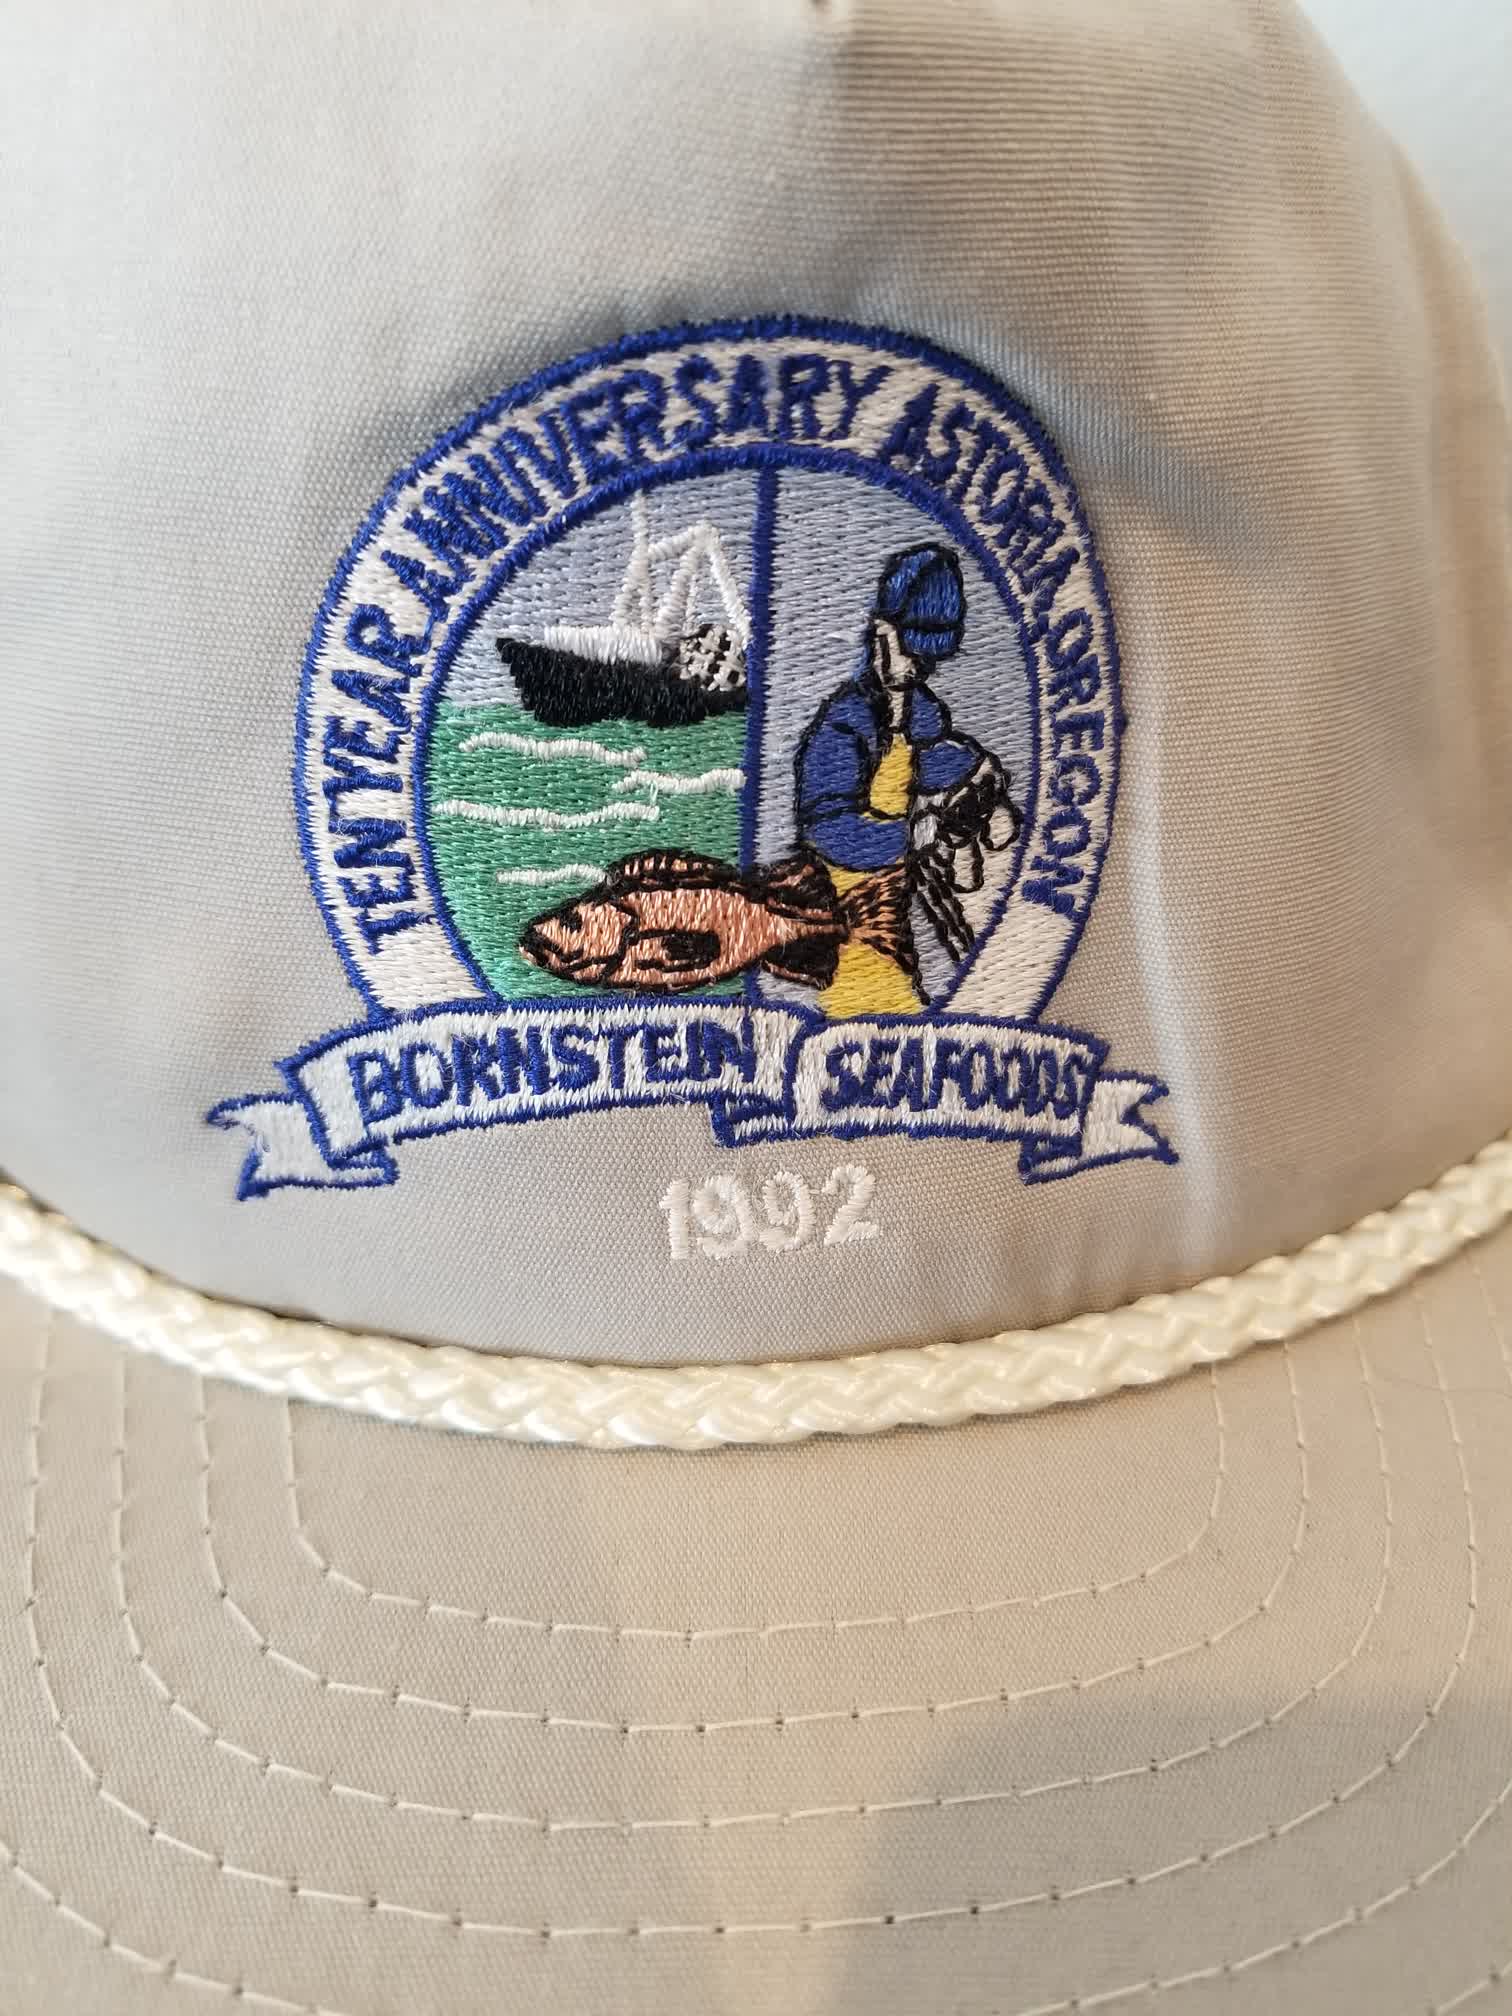 TEN YEAR ANNIVERSARY ASTORIA, OREGON
BORNSTEIN SEAFOODS
1992